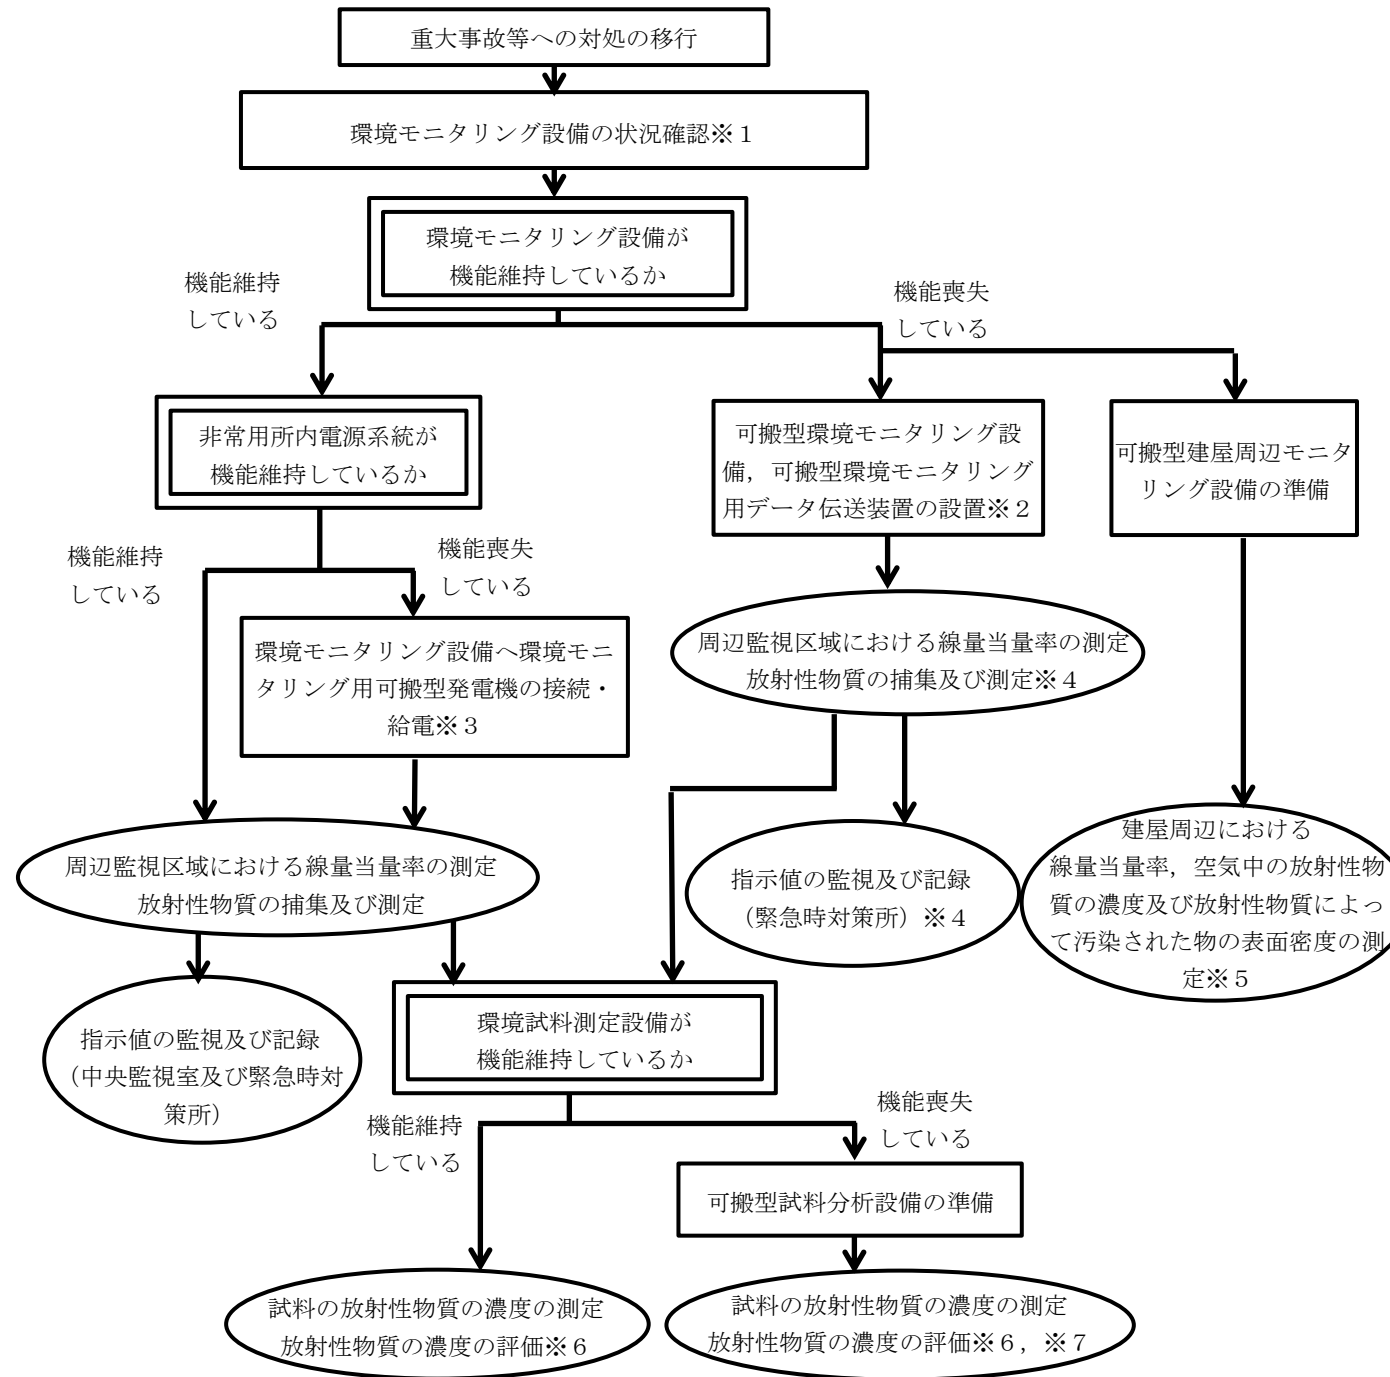 重大事故等への対処の移行
環境モニタリング設備の状況確認※１
環境モニタリング設備が
機能維持しているか
機能維持
している
機能喪失
している
非常用所内電源系統が
機能維持しているか
可搬型環境モニタリング設
備，可搬型環境モニタリング
用データ伝送装置の設置※２
可搬型建屋周辺モニタ
リング設備の準備
機能維持
している
機能喪失
している
環境モニタリング設備へ環境モニ
タリング用可搬型発電機の接続・
給電※３
周辺監視区域における線量当量率の測定
放射性物質の捕集及び測定※４
周辺監視区域における線量当量率の測定
放射性物質の捕集及び測定
指示値の監視及び記録
（緊急時対策所）※４
建屋周辺における
線量当量率，空気中の放射性物
質の濃度及び放射性物質によっ
て汚染された物の表面密度の測
定※５
指示値の監視及び記録
（中央監視室及び緊急時対
策所）
環境試料測定設備が
機能維持しているか
機能維持
している
機能喪失
している
可搬型試料分析設備の準備
試料の放射性物質の濃度の測定
放射性物質の濃度の評価※６
試料の放射性物質の濃度の測定
放射性物質の濃度の評価※６，※７